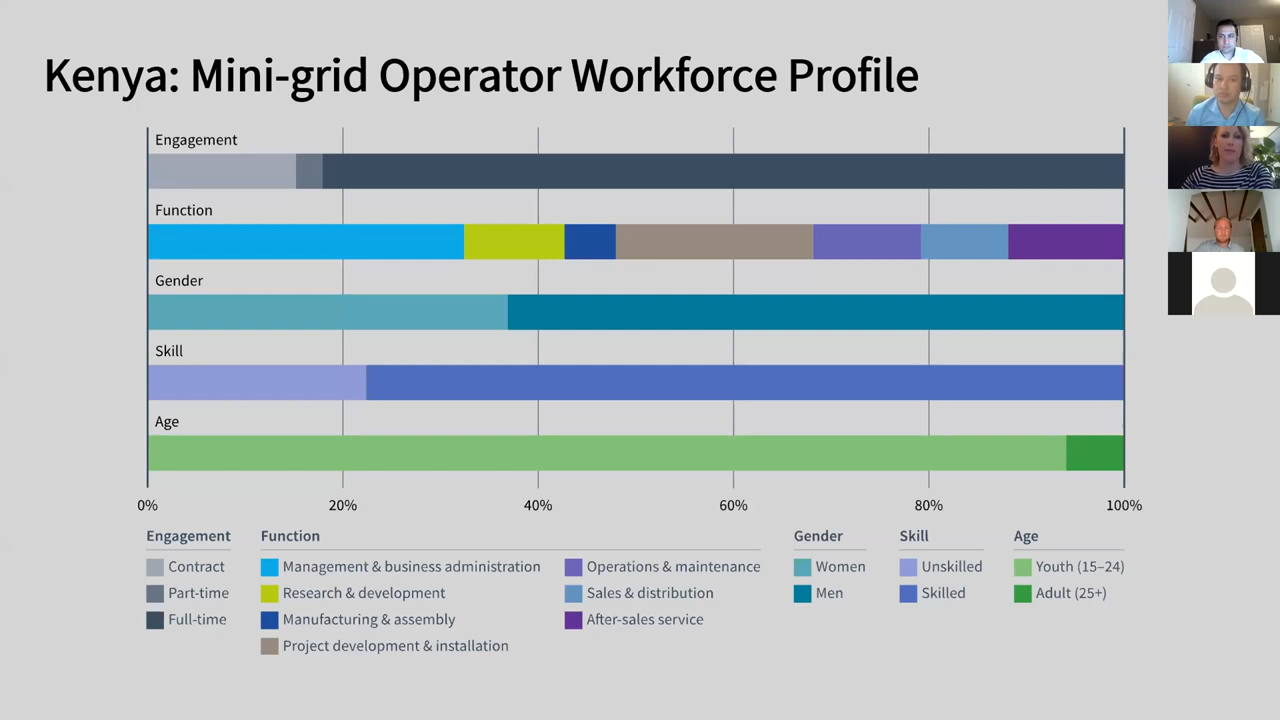 Kenya: Mini-grid Operator Workforce Profile
Engagement
Function
Gender
Skill
Age
0% 20% 40% 60% 80% 100%
Engagement Function Gender Skill Age
Contract Management & business administration Operations & maintenance Women Unskilled Youth (15–24)
Part-time Research & development Sales & distribution Men Skilled Adult (25+)
Full-time Manufacturing & assembly After-sales service
Project development & installation